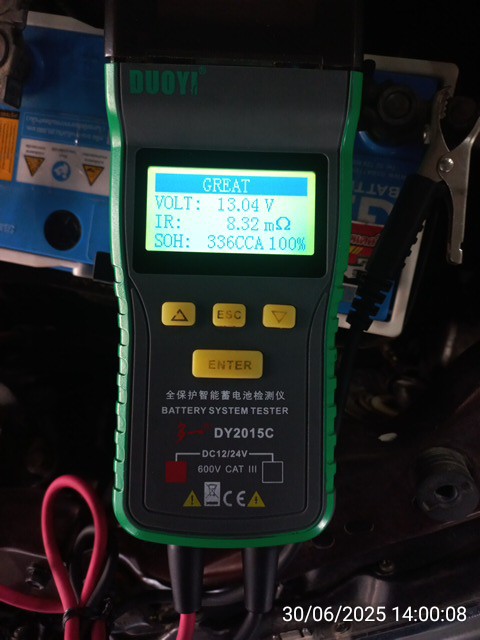 DUOYI
GREAT
VOLT: 13.04 V
IR: 8.32 mΩ
SOH: 336CCA 100%
ESC
ENTER
全保护智能蓄电池检测仪
BATTERY SYSTEM TESTER
DY2015C
DC12/24V
600V CAT III
CE
30/06/2025 14:00:08